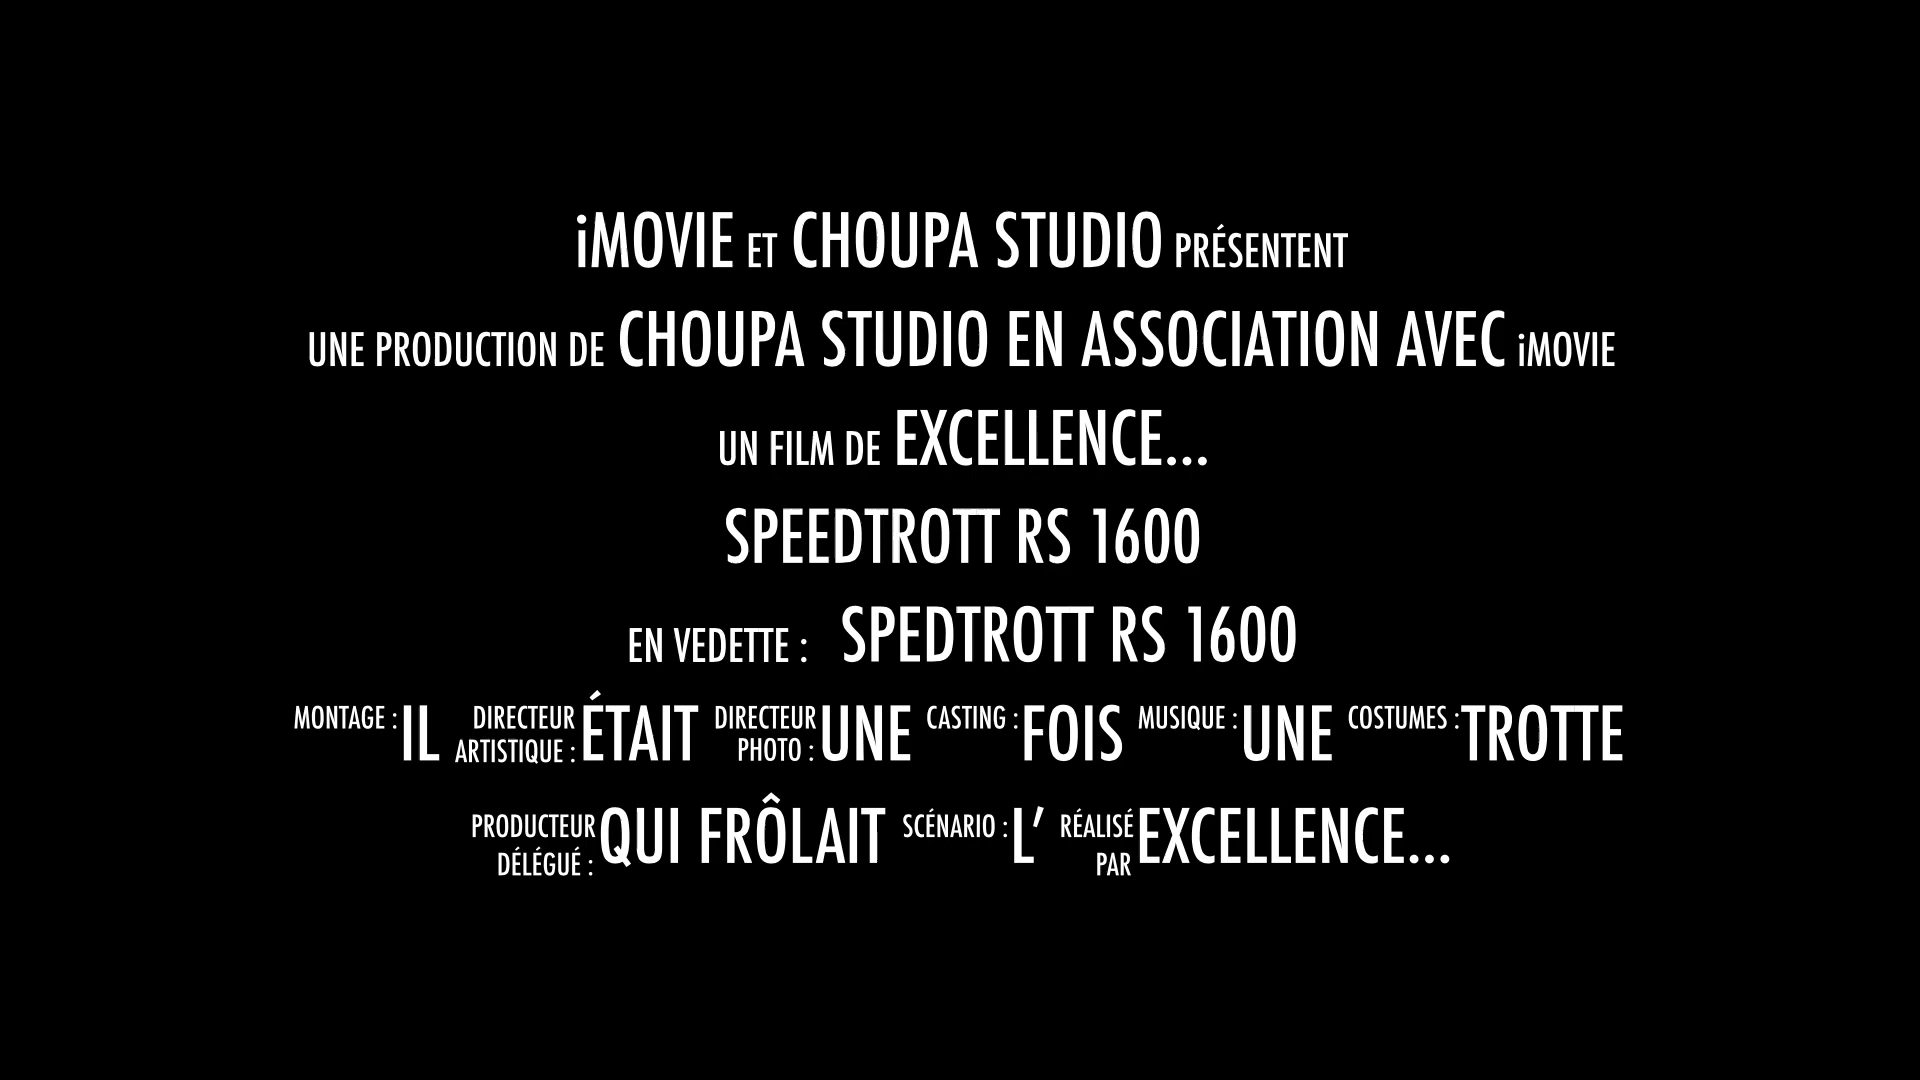 iMOVIE ET CHOUPA STUDIO PRÉSENTENT
UNE PRODUCTION DE CHOUPA STUDIO EN ASSOCIATION AVEC iMOVIE
UN FILM DE EXCELLENCE...
SPEEDTROTT RS 1600
EN VEDETTE : SPEDTROTT RS 1600
MONTAGE : IL DIRECTEUR ARTISTIQUE : ÉTAIT DIRECTEUR PHOTO : UNE CASTING : FOIS MUSIQUE : UNE COSTUMES : TROTTE
PRODUCTEUR DÉLÉGUÉ : QUI FRÔLAIT SCÉNARIO : L’ RÉALISÉ PAR EXCELLENCE...